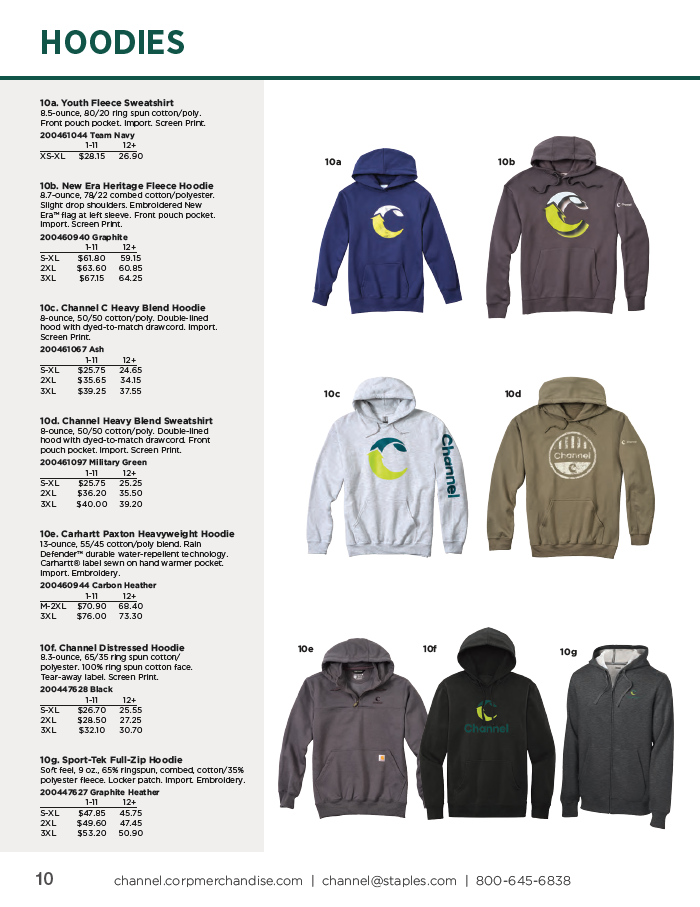 HOODIES
10a. Youth Fleece Sweatshirt
8.5-ounce, 80/20 ring spun cotton/poly.
Front pouch pocket. Import. Screen Print.
200461044 Team Navy
1-11 12+
XS-XL $28.15 26.90
10b. New Era Heritage Fleece Hoodie
8.7-ounce, 78/22 combed cotton/polyester.
Slight drop shoulders. Embroidered New
Era™ flag at left sleeve. Front pouch pocket.
Import. Screen Print.
200460940 Graphite
1-11 12+
S-XL $61.80 59.15
2XL $63.60 60.85
3XL $67.15 64.25
10c. Channel C Heavy Blend Hoodie
8-ounce, 50/50 cotton/poly. Double-lined
hood with dyed-to-match drawcord. Import.
Screen Print.
200461067 Ash
1-11 12+
S-XL $25.75 24.65
2XL $35.65 34.15
3XL $39.25 37.55
10d. Channel Heavy Blend Sweatshirt
8-ounce, 50/50 cotton/poly. Double-lined
hood with dyed-to-match drawcord. Front
pouch pocket. Import. Screen Print.
200461097 Military Green
1-11 12+
S-XL $25.75 25.25
2XL $36.20 35.50
3XL $40.00 39.20
10e. Carhartt Paxton Heavyweight Hoodie
13-ounce, 55/45 cotton/poly blend. Rain
Defender™ durable water-repellent technology.
Carhartt® label sewn on hand warmer pocket.
Import. Embroidery.
200460944 Carbon Heather
1-11 12+
M-2XL $70.90 68.40
3XL $76.00 73.30
10f. Channel Distressed Hoodie
8.3-ounce, 65/35 ring spun cotton/
polyester. 100% ring spun cotton face.
Tear-away label. Screen Print.
200447628 Black
1-11 12+
S-XL $26.70 25.55
2XL $28.50 27.25
3XL $32.10 30.70
10g. Sport-Tek Full-Zip Hoodie
Soft feel, 9 oz., 65% ringspun, combed, cotton/35%
polyester fleece. Locker patch. Import. Embroidery.
200447627 Graphite Heather
1-11 12+
S-XL $47.85 45.75
2XL $49.60 47.45
3XL $53.20 50.90
10a
10b
10c
Channel
10d
Channel
10e
10f
Channel
10g
10 channel.corpmerchandise.com | channel@staples.com | 800-645-6838